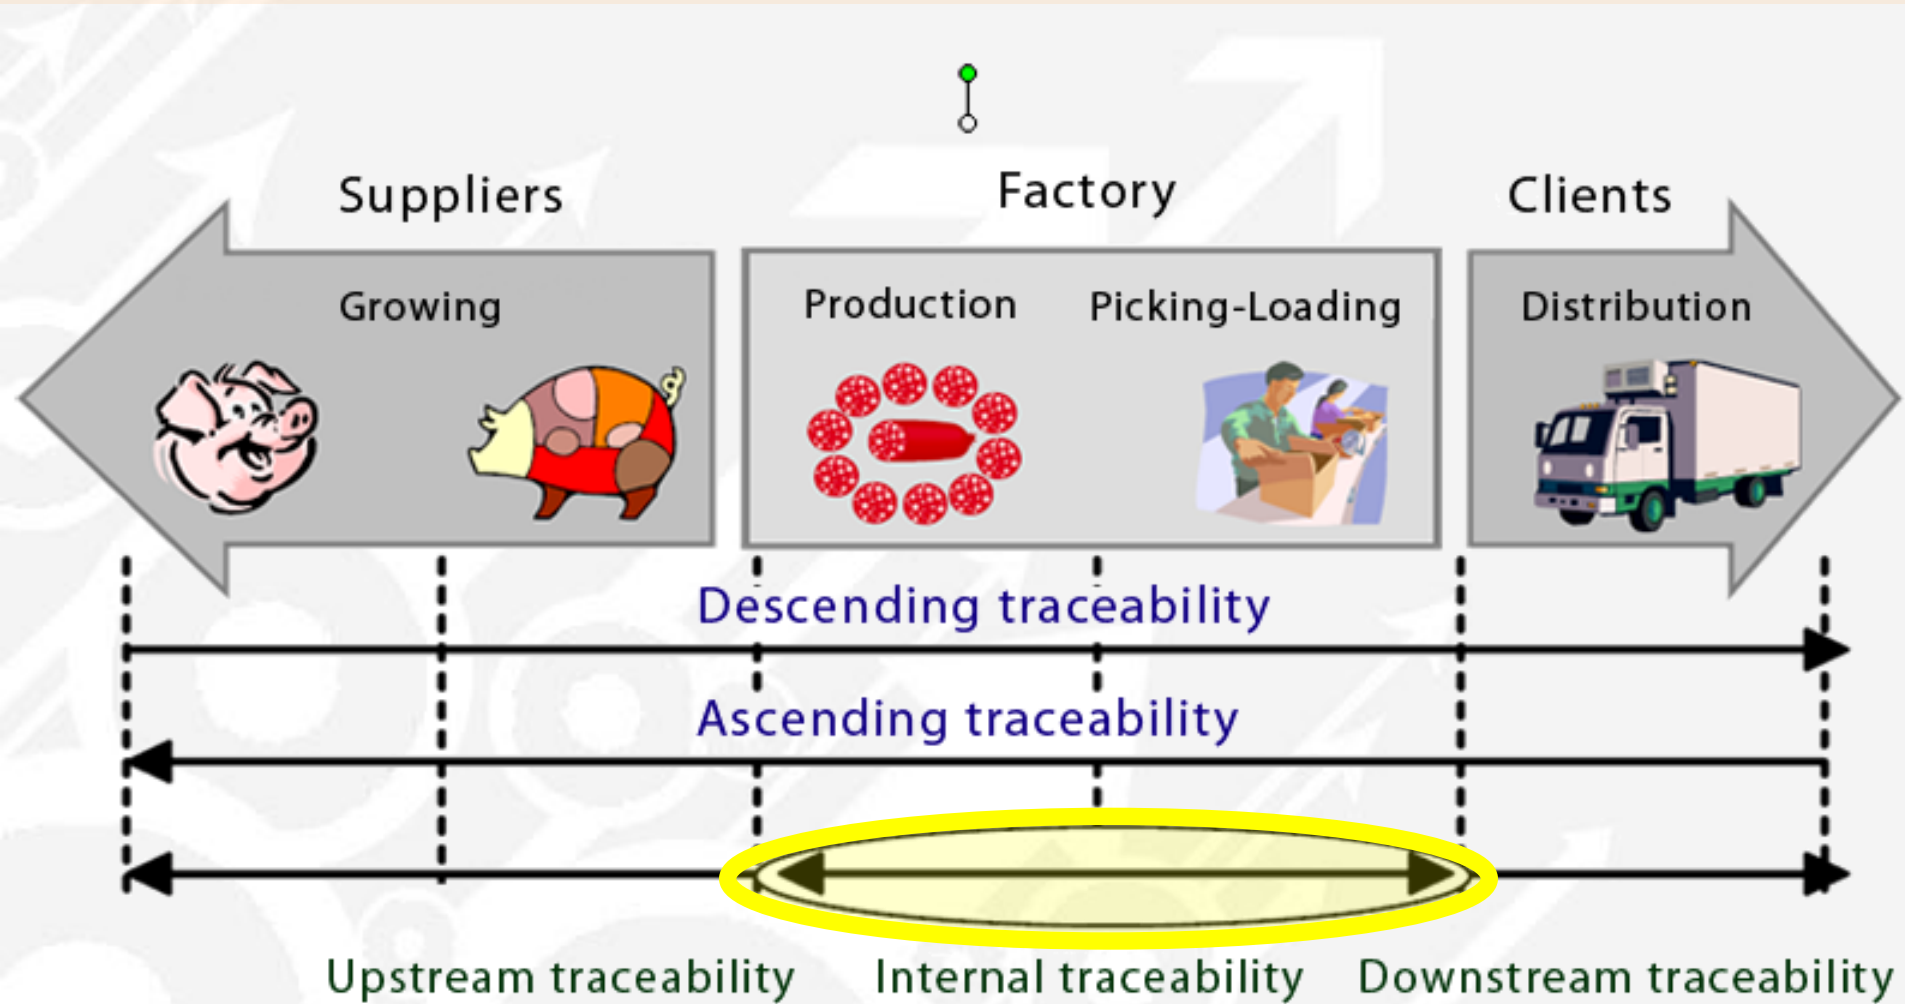 Suppliers
Factory
Clients
Growing
Production
Picking-Loading
Distribution
Descending traceability
Ascending traceability
Upstream traceability
Internal traceability
Downstream traceability